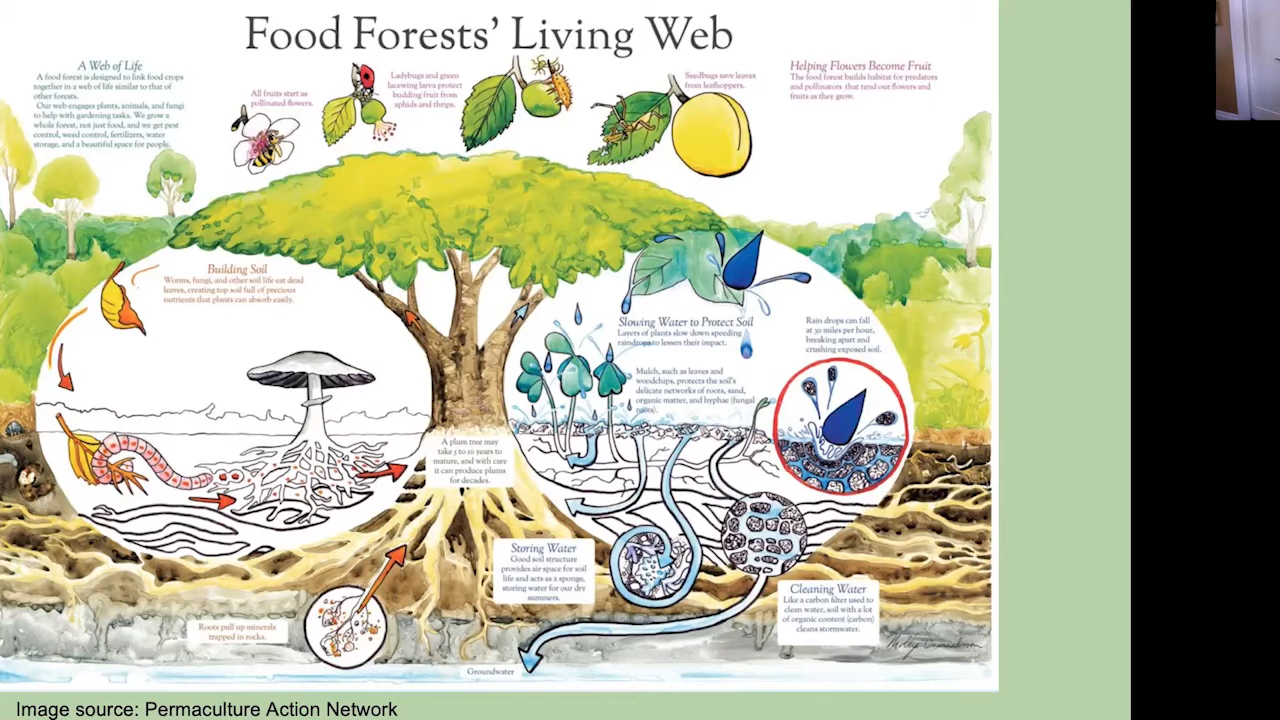 Food Forests' Living Web
A Web of Life
A food forest is designed to link food crops
together in a web of life similar to that of
other forests.
Our web engages plants, animals, and fungi
to help with gardening tasks. We grow a
whole forest, not just food, and we get pest
control, weed control, fertilizers, water
storage, and a beautiful space for people.
All fruits start as
pollinated flowers.
Ladybugs and green
lacewing larva protect
budding fruit from
aphids and thrips.
Seedbugs save leaves
from leafhoppers.
Helping Flowers Become Fruit
The food forest builds habitat for predators
and pollinators that tend our flowers and
fruits as they grow.
Building Soil
Worms, fungi, and other soil life eat dead
leaves, creating top soil full of precious
nutrients that plants can absorb easily.
Slowing Water to Protect Soil
Layers of plants slow down speeding
raindrops to lessen their impact.
Mulch, such as leaves and
woodchips, protects the soil's
delicate networks of roots, sand,
organic matter, and hyphae (fungal
roots).
Rain drops can fall
at 30 miles per hour,
breaking apart and
crushing exposed soil.
A plum tree may
take 5 to 10 years to
mature, and with care
it can produce plums
for decades.
Storing Water
Good soil structure
provides air space for soil
life and acts as a sponge,
storing water for our dry
summers.
Cleaning Water
Like a carbon filter used to
clean water, soil with a lot
of organic content (carbon)
cleans stormwater.
Roots pull up minerals
trapped in rocks.
Groundwater
Image source: Permaculture Action Network